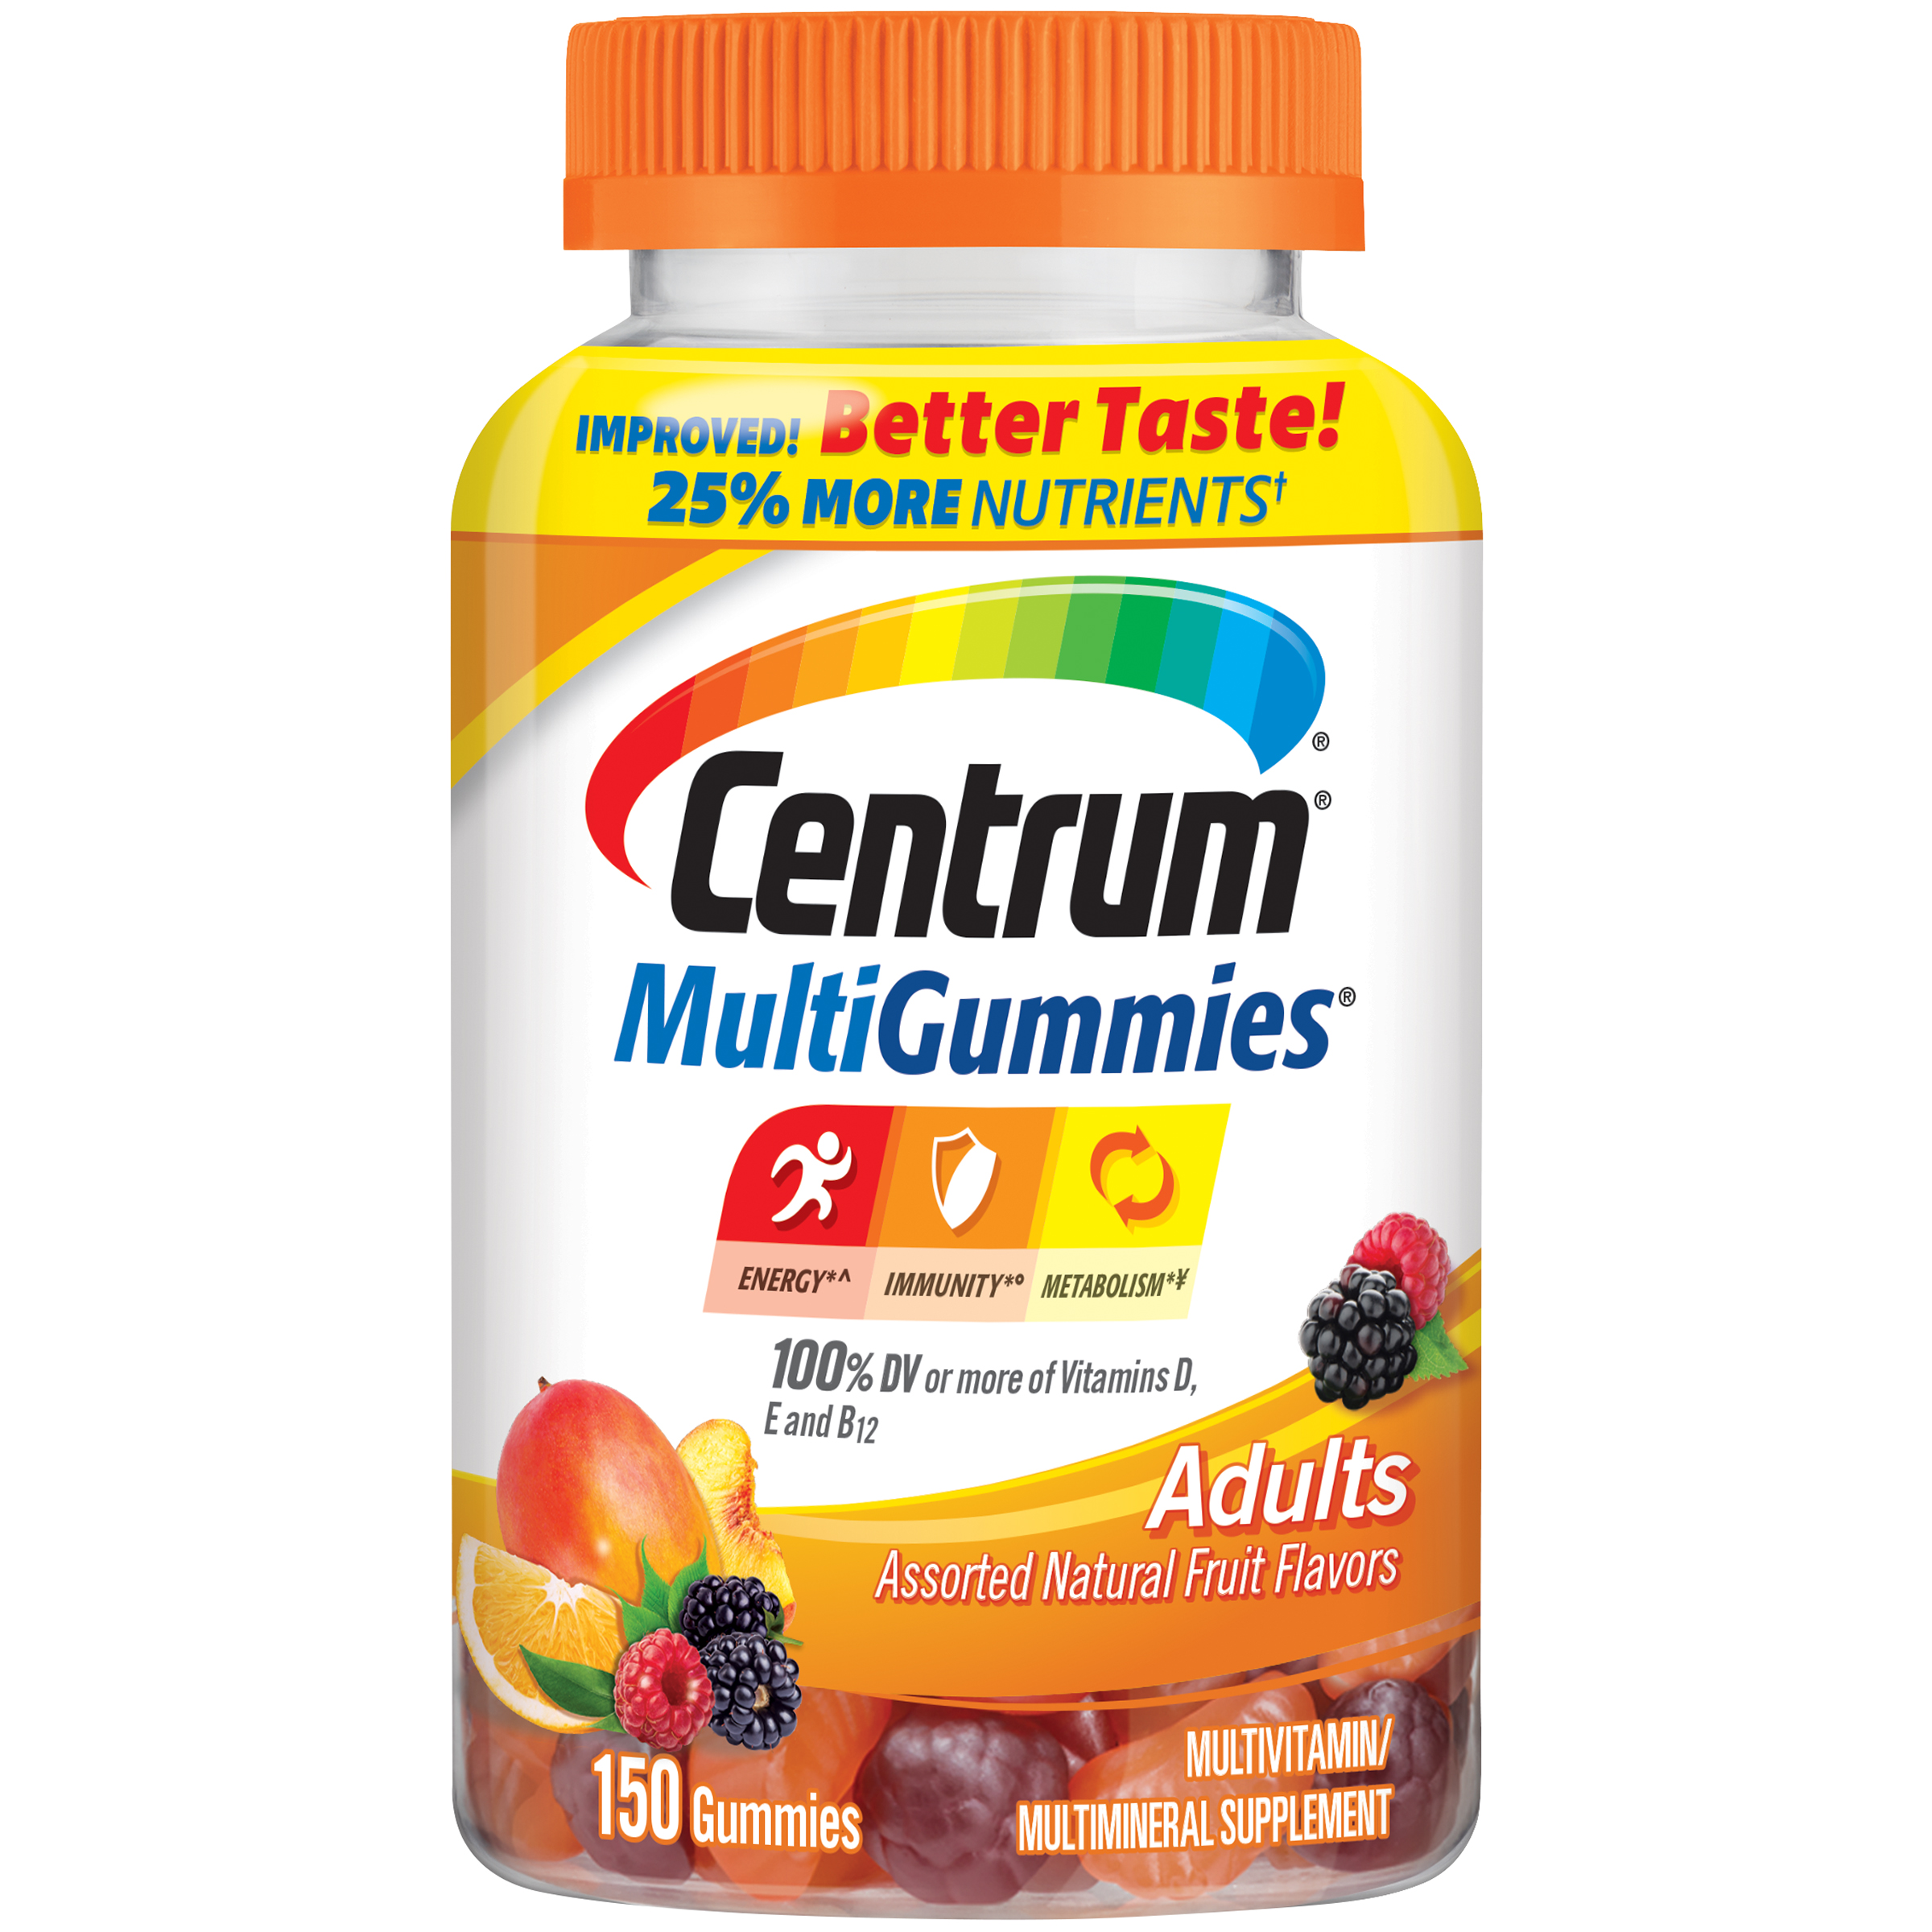 IMPROVED! Better Taste!
25% MORE NUTRIENTS†
®
Centrum®
MultiGummies®
ENERGY*^ IMMUNITY*° METABOLISM*¥
100% DV or more of Vitamins D,
E and B12
Adults
Assorted Natural Fruit Flavors
150 Gummies
MULTIVITAMIN/
MULTIMINERAL SUPPLEMENT